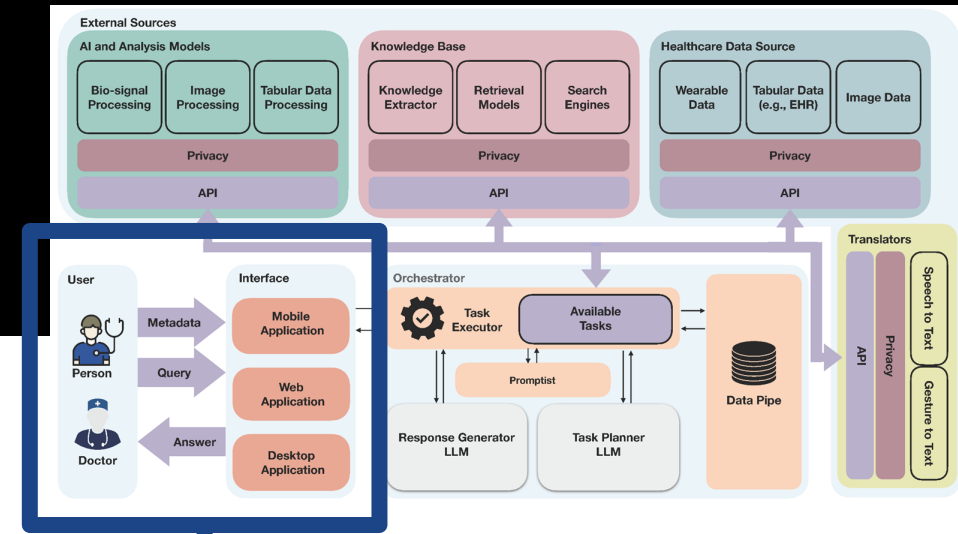 External Sources
AI and Analysis Models
Bio-signal
Processing
Image
Processing
Tabular Data
Processing
Privacy
API
Knowledge Base
Knowledge
Extractor
Retrieval
Models
Search
Engines
Privacy
API
Healthcare Data Source
Wearable
Data
Tabular Data
(e.g., EHR)
Image Data
Privacy
API
User
Person
Doctor
Metadata
Query
Answer
Interface
Mobile
Application
Web
Application
Desktop
Application
Orchestrator
Task
Executor
Available
Tasks
Promptist
Response Generator
LLM
Task Planner
LLM
Data Pipe
Translators
API
Privacy
Speech to Text
Gesture to Text